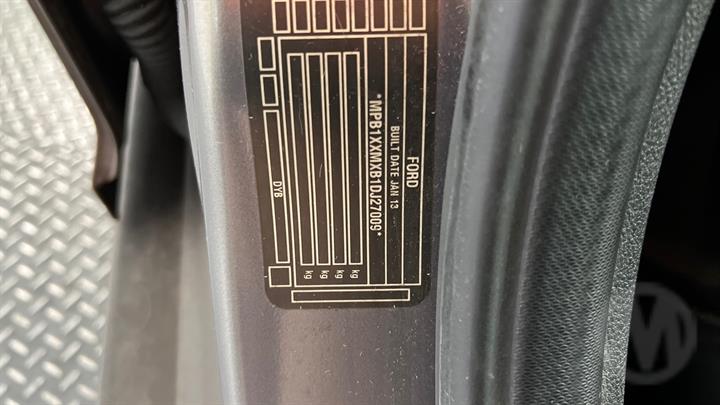 FORD
BUILT DATE JAN 13
*MPB1XXMXB1DJ27009*
kg
kg
kg
kg
DYB